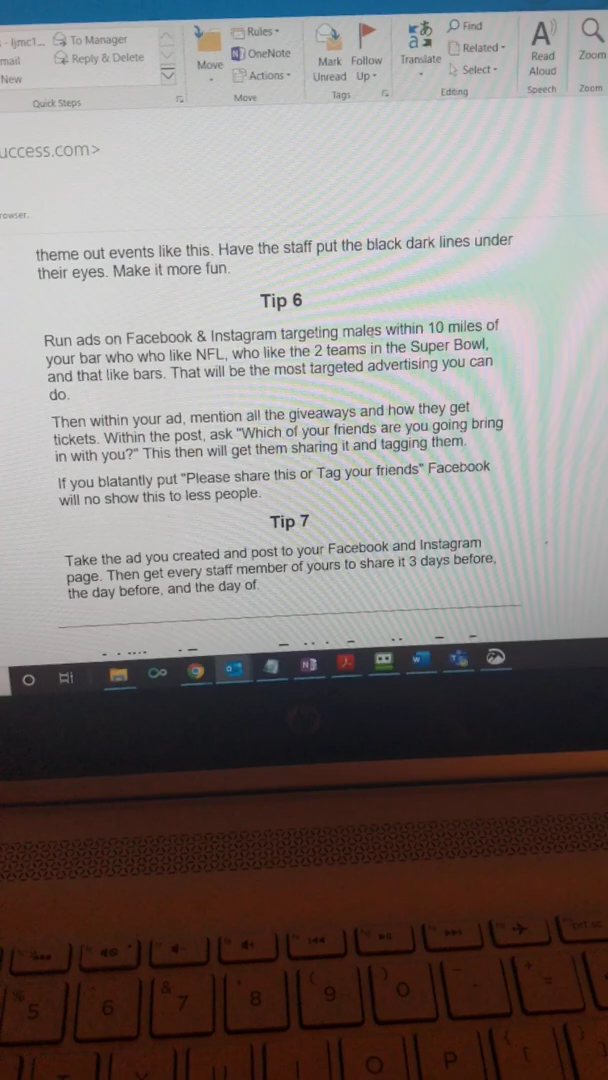 To Manager
Reply & Delete
New
Quick Steps
Move
Rules
OneNote
Actions
Move
Mark Unread
Follow Up
Tags
Translate
Find
Related
Select
Editing
A
Read Aloud
Speech
Zoom
Zoom
uccess.com>
rowser.
theme out events like this. Have the staff put the black dark lines under
their eyes. Make it more fun.
Tip 6
Run ads on Facebook & Instagram targeting males within 10 miles of
your bar who who like NFL, who like the 2 teams in the Super Bowl,
and that like bars. That will be the most targeted advertising you can
do.
Then within your ad, mention all the giveaways and how they get
tickets. Within the post, ask "Which of your friends are you going bring
in with you?" This then will get them sharing it and tagging them.
If you blatantly put "Please share this or Tag your friends" Facebook
will no show this to less people.
Tip 7
Take the ad you created and post to your Facebook and Instagram
page. Then get every staff member of yours to share it 3 days before,
the day before, and the day of.
% 5 6 & 7 8 ( 9 ) 0 - + =
O P [